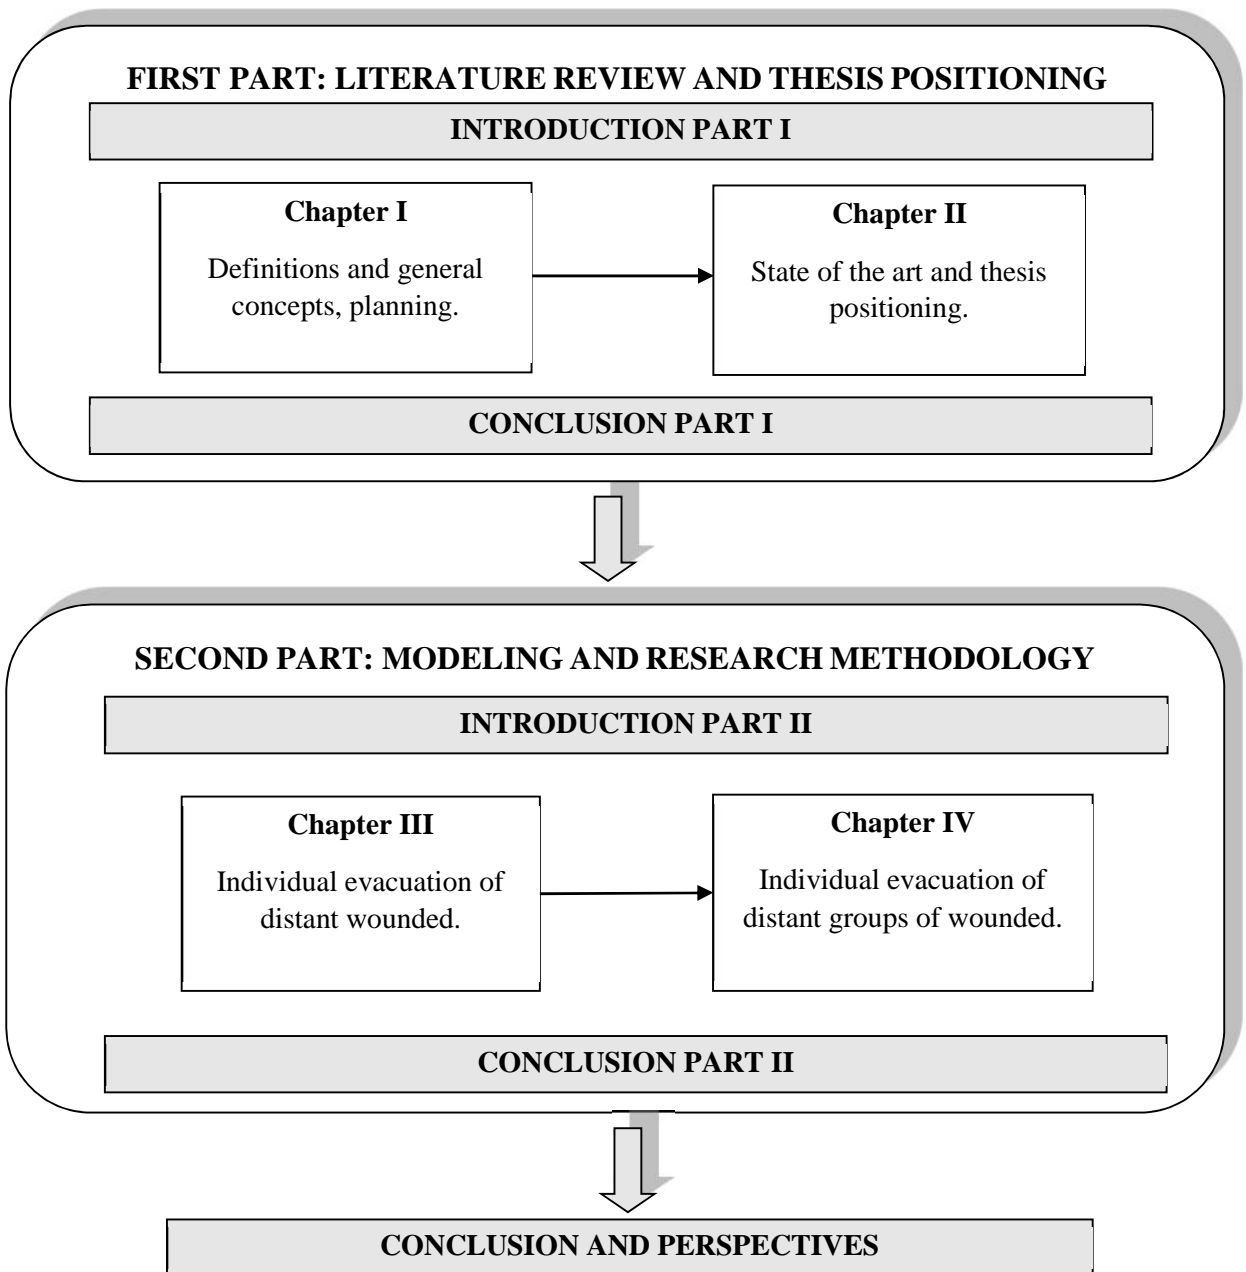 FIRST PART: LITERATURE REVIEW AND THESIS POSITIONING
INTRODUCTION PART I
Chapter I
Definitions and general
concepts, planning.
Chapter II
State of the art and thesis
positioning.
CONCLUSION PART I
SECOND PART: MODELING AND RESEARCH METHODOLOGY
INTRODUCTION PART II
Chapter III
Individual evacuation of
distant wounded.
Chapter IV
Individual evacuation of
distant groups of wounded.
CONCLUSION PART II
CONCLUSION AND PERSPECTIVES